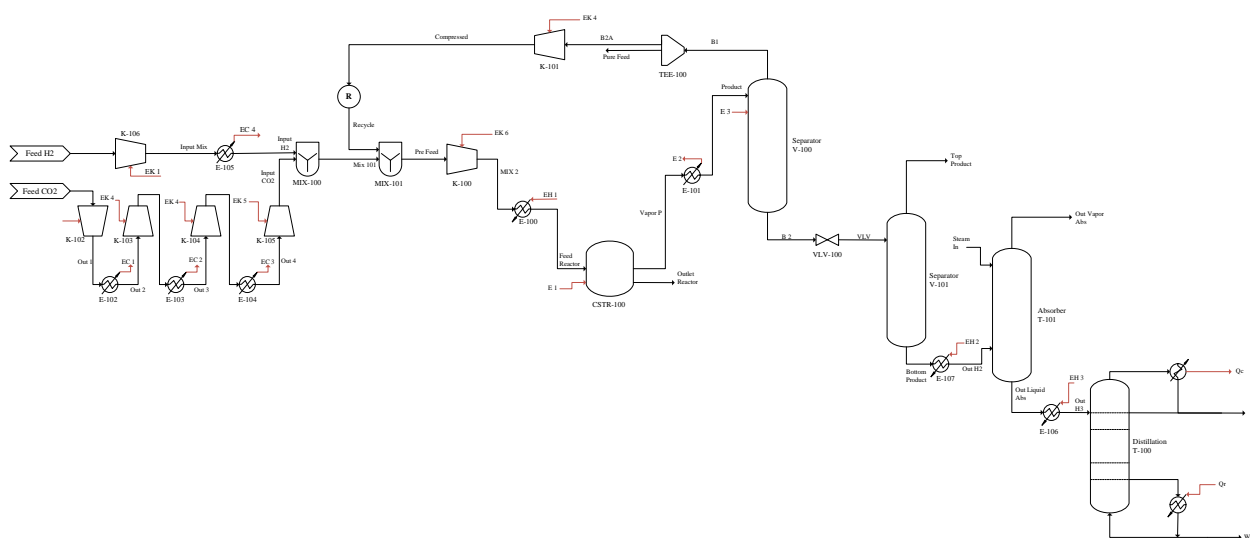 EK 4
Compressed
B2A
B1
Pure Feed
K-101
TEE-100
R
Product
E 3
Separator
V-100
Recycle
K-106
EC 4
Feed H2
Input Mix
Input
H2
E-105
EK 1
MIX-100
Mix 101
MIX-101
Pre Feed
EK 6
K-100
MIX 2
E 2
E-101
Feed CO2
Input
CO2
EK 4
EK 4
EK 5
K-102
K-103
K-104
K-105
EH 1
E-100
Vapor P
Top
Product
Out 1
EC 1
Out 2
E-102
EC 2
Out 3
E-103
EC 3
Out 4
E-104
Feed
Reactor
E 1
CSTR-100
Outlet
Reactor
B 2
VLV-100
VLV
Separator
V-101
Steam
In
Out Vapor
Abs
Absorber
T-101
EH 2
Bottom
Product
E-107
Out H2
Out Liquid
Abs
EH 3
E-106
Out
H3
Qc
Distillation
T-100
Qr
W